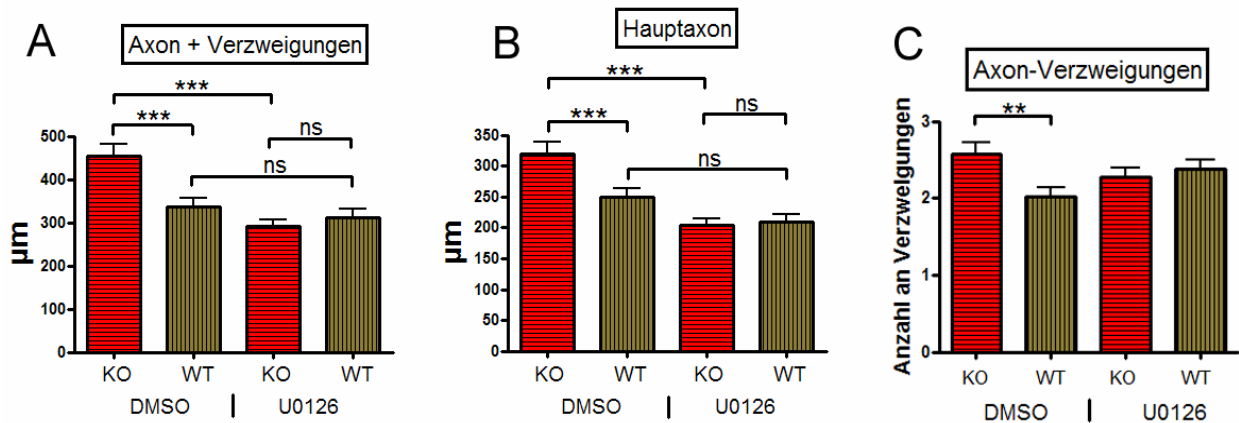 A
Axon + Verzweigungen
***
***
ns
ns
500
400
300
200
100
0
µm
KO WT KO WT
DMSO | U0126
B
Hauptaxon
***
***
ns
ns
350
300
250
200
150
100
50
0
µm
KO WT KO WT
DMSO | U0126
C
Axon-Verzweigungen
**
3
2
1
0
Anzahl an Verzweigungen
KO WT KO WT
DMSO | U0126